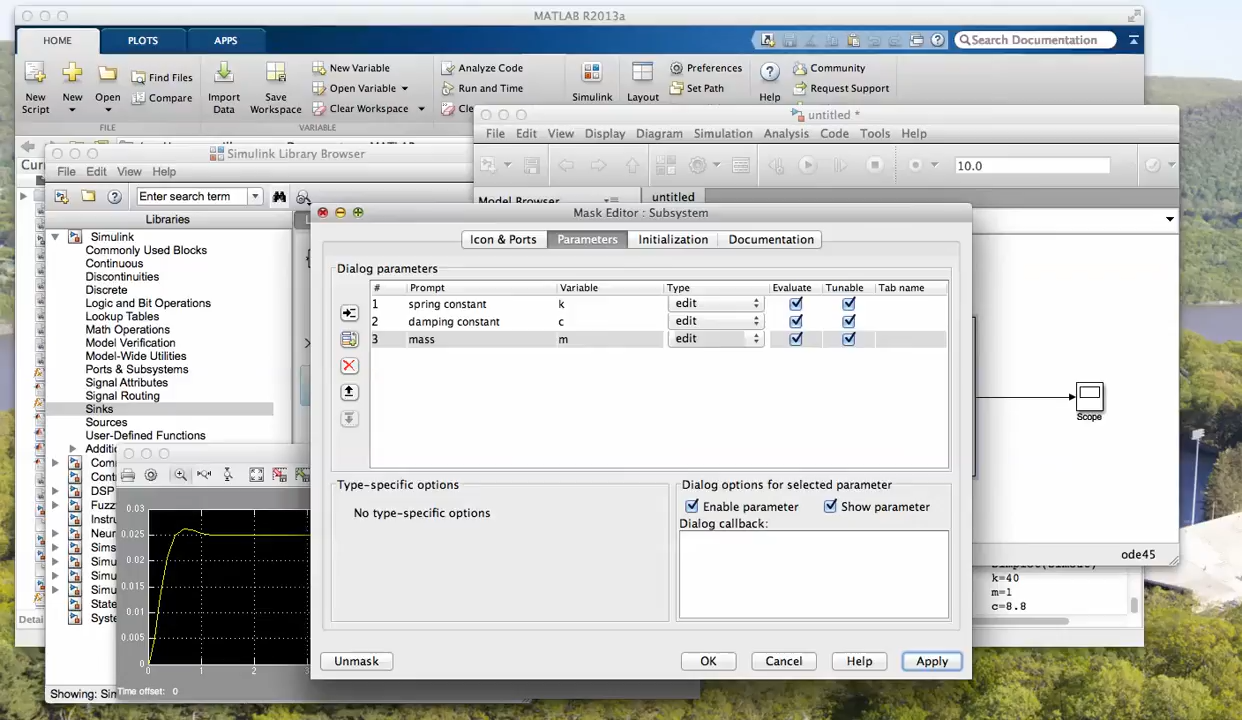 MATLAB R2013a
HOME PLOTS APPS
Search Documentation
New Script
New
Open
Find Files
Compare
Import Data
Save Workspace
New Variable
Open Variable
Clear Workspace
Analyze Code
Run and Time
Simulink
Layout
Preferences
Set Path
Help
Community
Request Support
FILE
VARIABLE
untitled *
File Edit View Display Diagram Simulation Analysis Code Tools Help
10.0
Model Browser
untitled
Simulink Library Browser
File Edit View Help
Enter search term
Libraries
Simulink
Commonly Used Blocks
Continuous
Discontinuities
Discrete
Logic and Bit Operations
Lookup Tables
Math Operations
Model Verification
Model-Wide Utilities
Ports & Subsystems
Signal Attributes
Signal Routing
Sinks
Sources
User-Defined Functions
DSP
Showing: Sin
Mask Editor : Subsystem
Icon & Ports Parameters Initialization Documentation
Dialog parameters
# Prompt Variable Type Evaluate Tunable Tab name
1 spring constant k edit
2 damping constant c edit
3 mass m edit
Type-specific options
No type-specific options
Dialog options for selected parameter
Enable parameter Show parameter
Dialog callback:
Unmask OK Cancel Help Apply
Scope
ode45
k=40
m=1
c=8.8
0.03
0.025
0.02
0.015
0.01
0.005
0
0 1 2
Time offset: 0